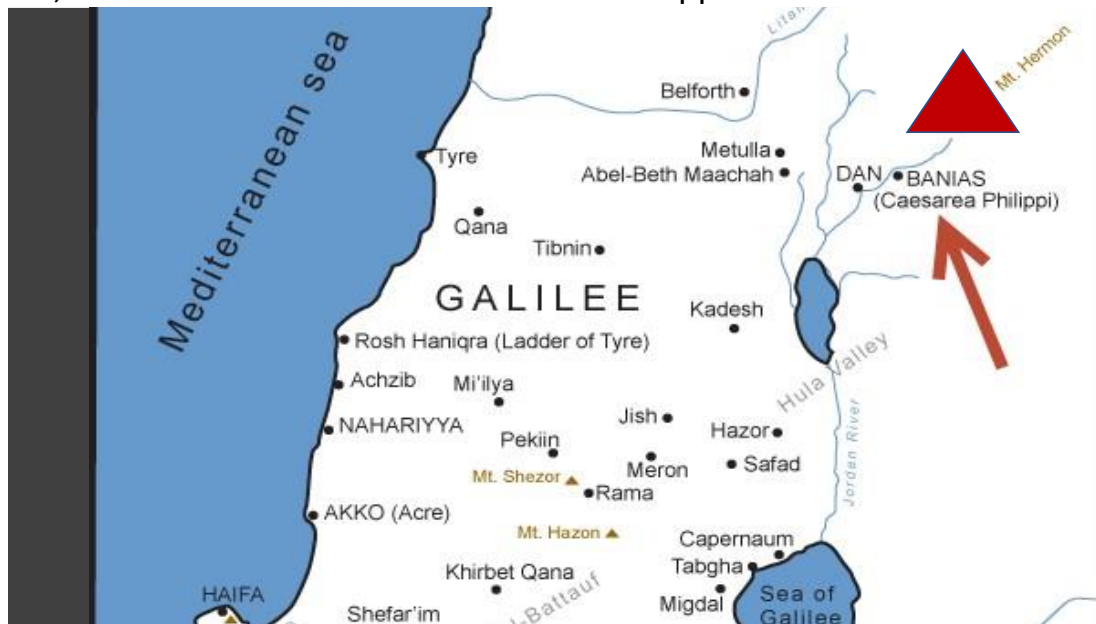 Litani
Mt. Hermon
Mediterranean sea
Belforth
Metulla
Tyre
Abel-Beth Maachah
DAN
BANIAS
(Caesarea Philippi)
Qana
Tibnin
GALILEE
Kadesh
Rosh Haniqra (Ladder of Tyre)
Hula Valley
Achzib
Mi'ilya
Jish
NAHARIYYA
Hazor
Pekiin
Jordan River
Meron
Safad
Mt. Shezor
Rama
AKKO (Acre)
Mt. Hazon
Capernaum
Tabgha
Khirbet Qana
HAIFA
Migdal
Sea of
Galilee
Shefar'im
l-Battauf